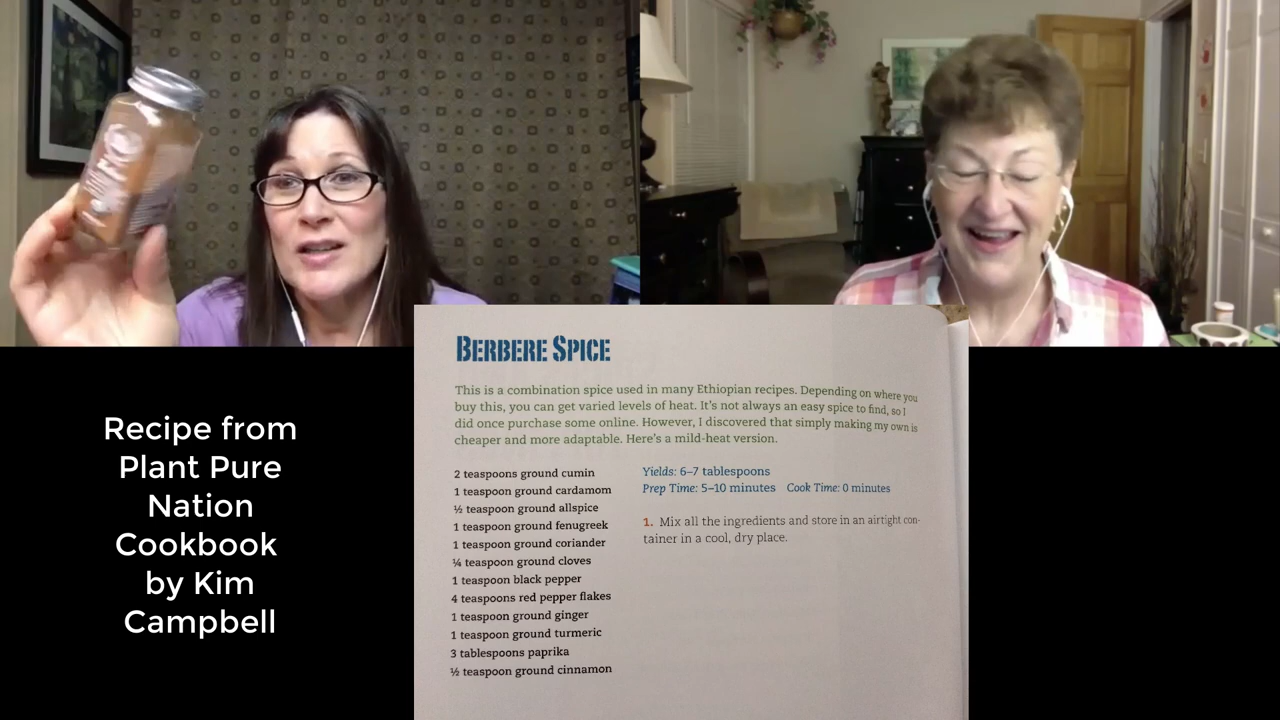 Recipe from
Plant Pure
Nation
Cookbook
by Kim
Campbell
BERBERE SPICE
This is a combination spice used in many Ethiopian recipes. Depending on where you
buy this, you can get varied levels of heat. It's not always an easy spice to find, so I
did once purchase some online. However, I discovered that simply making my own is
cheaper and more adaptable. Here's a mild-heat version.
2 teaspoons ground cumin
1 teaspoon ground cardamom
½ teaspoon ground allspice
1 teaspoon ground fenugreek
1 teaspoon ground coriander
¼ teaspoon ground cloves
1 teaspoon black pepper
4 teaspoons red pepper flakes
1 teaspoon ground ginger
1 teaspoon ground turmeric
3 tablespoons paprika
½ teaspoon ground cinnamon
Yields: 6–7 tablespoons
Prep Time: 5–10 minutes Cook Time: 0 minutes
1. Mix all the ingredients and store in an airtight con-
tainer in a cool, dry place.